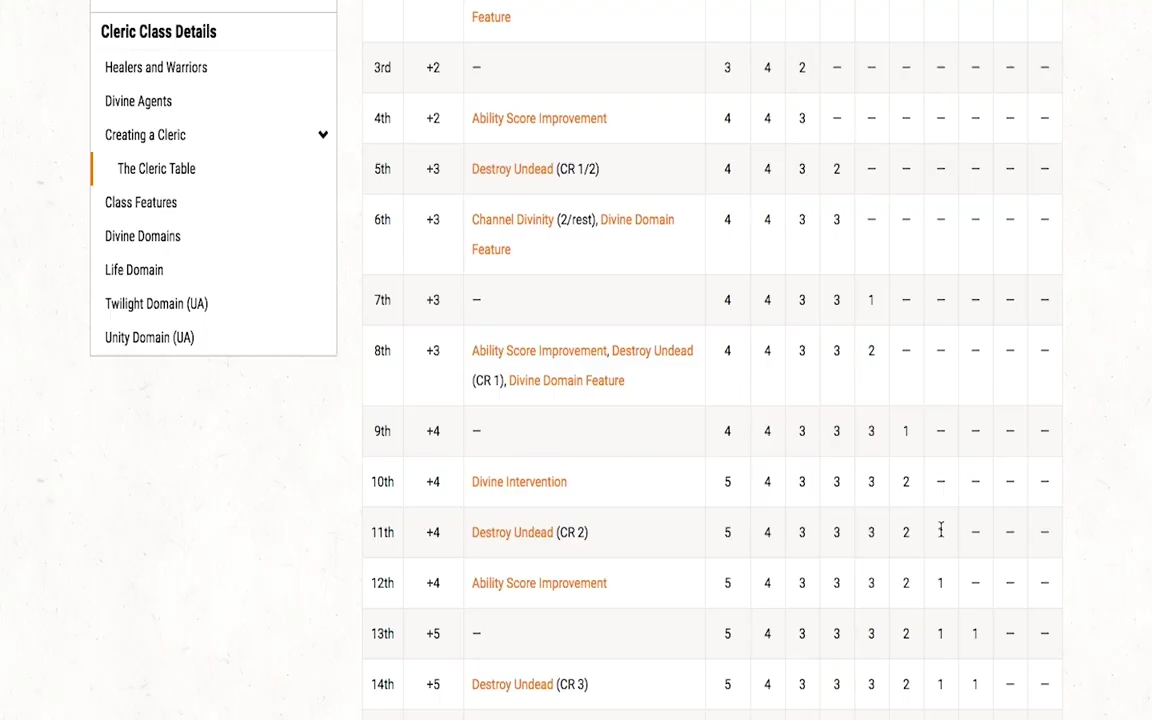 Feature
Cleric Class Details
Healers and Warriors
Divine Agents
Creating a Cleric
The Cleric Table
Class Features
Divine Domains
Life Domain
Twilight Domain (UA)
Unity Domain (UA)
3rd +2 – 3 4 2 – – – – – – –
4th +2 Ability Score Improvement 4 4 3 – – – – – – –
5th +3 Destroy Undead (CR 1/2) 4 4 3 2 – – – – – –
6th +3 Channel Divinity (2/rest), Divine Domain 4 4 3 3 – – – – – –
Feature
7th +3 – 4 4 3 3 1 – – – – –
8th +3 Ability Score Improvement, Destroy Undead 4 4 3 3 2 – – – – –
(CR 1), Divine Domain Feature
9th +4 – 4 4 3 3 3 1 – – – –
10th +4 Divine Intervention 5 4 3 3 3 2 – – – –
11th +4 Destroy Undead (CR 2) 5 4 3 3 3 2 – – –
12th +4 Ability Score Improvement 5 4 3 3 3 2 1 – – –
13th +5 – 5 4 3 3 3 2 1 1 – –
14th +5 Destroy Undead (CR 3) 5 4 3 3 3 2 1 1 – –